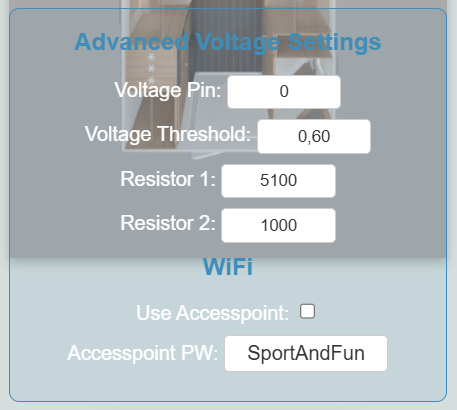 Advanced Voltage Settings
Voltage Pin: 0
Voltage Threshold: 0,60
Resistor 1: 5100
Resistor 2: 1000
WiFi
Use Accesspoint:
Accesspoint PW: SportAndFun